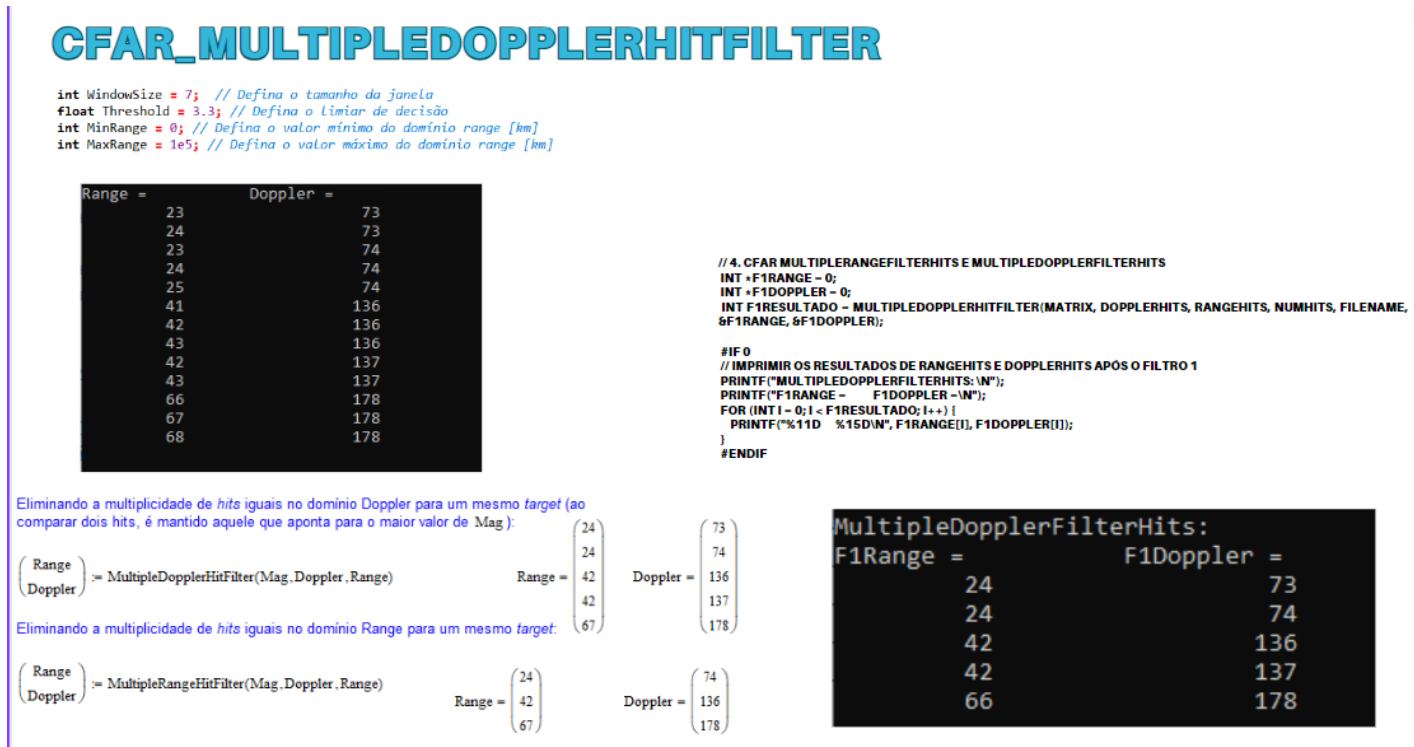 CFAR_MULTIPLEDOPPLERHITFILTER
int WindowSize = 7; // Defina o tamanho da janela
float Threshold = 3.3; // Defina o limiar de decisão
int MinRange = 0; // Defina o valor mínimo do domínio range [km]
int MaxRange = 1e5; // Defina o valor máximo do domínio range [km]
Range = Doppler =
23 73
24 73
23 74
24 74
25 74
41 136
42 136
43 136
42 137
43 137
66 178
67 178
68 178
// 4. CFAR MULTIPLERANGEFILTERHITS E MULTIPLEDOPPLERFILTERHITS
INT *F1RANGE = 0;
INT *F1DOPPLER = 0;
INT F1RESULTADO = MULTIPLEDOPPLERHITFILTER(MATRIX, DOPPLERHITS, RANGEHITS, NUMHITS, FILENAME,
&F1RANGE, &F1DOPPLER);
#IF 0
// IMPRIMIR OS RESULTADOS DE RANGEHITS E DOPPLERHITS APÓS O FILTRO 1
PRINTF("MULTIPLEDOPPLERFILTERHITS: \N");
PRINTF("F1RANGE = F1DOPPLER =\N");
FOR (INT I = 0; I < F1RESULTADO; I++) {
PRINTF("%11D %15D\N", F1RANGE[I], F1DOPPLER[I]);
}
#ENDIF
Eliminando a multiplicidade de hits iguais no domínio Doppler para um mesmo target (ao
comparar dois hits, é mantido aquele que aponta para o maior valor de Mag ):
(Range
Doppler) := MultipleDopplerHitFilter(Mag,Doppler,Range)
Range = (24
24
42
42
67)
Doppler = (73
74
136
137
178)
Eliminando a multiplicidade de hits iguais no domínio Range para um mesmo target:
(Range
Doppler) := MultipleRangeHitFilter(Mag,Doppler,Range)
Range = (24
42
67)
Doppler = (74
136
178)
MultipleDopplerFilterHits:
F1Range = F1Doppler =
24 73
24 74
42 136
42 137
66 178